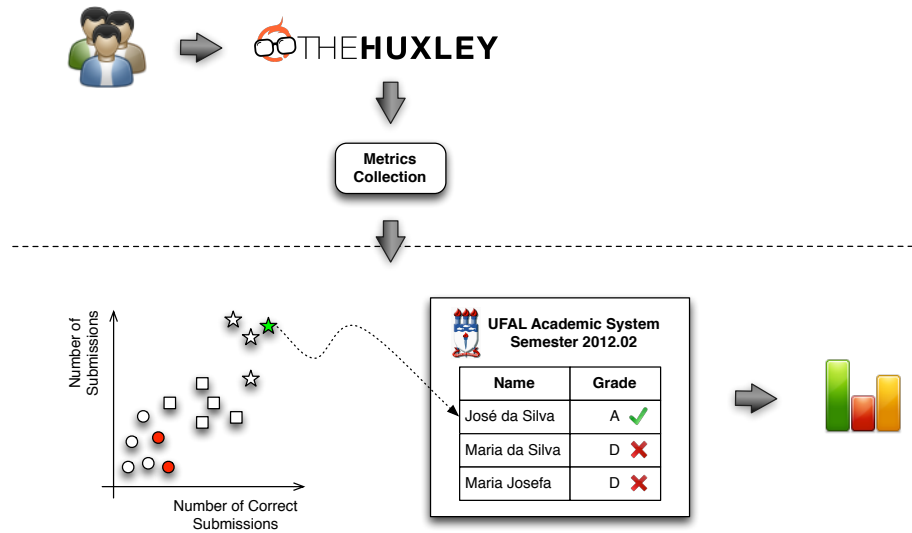 THEHUXLEY
Metrics
Collection
Number of
Submissions
Number of Correct
Submissions
UFAL Academic System
Semester 2012.02
Name Grade
José da Silva A
Maria da Silva D
Maria Josefa D